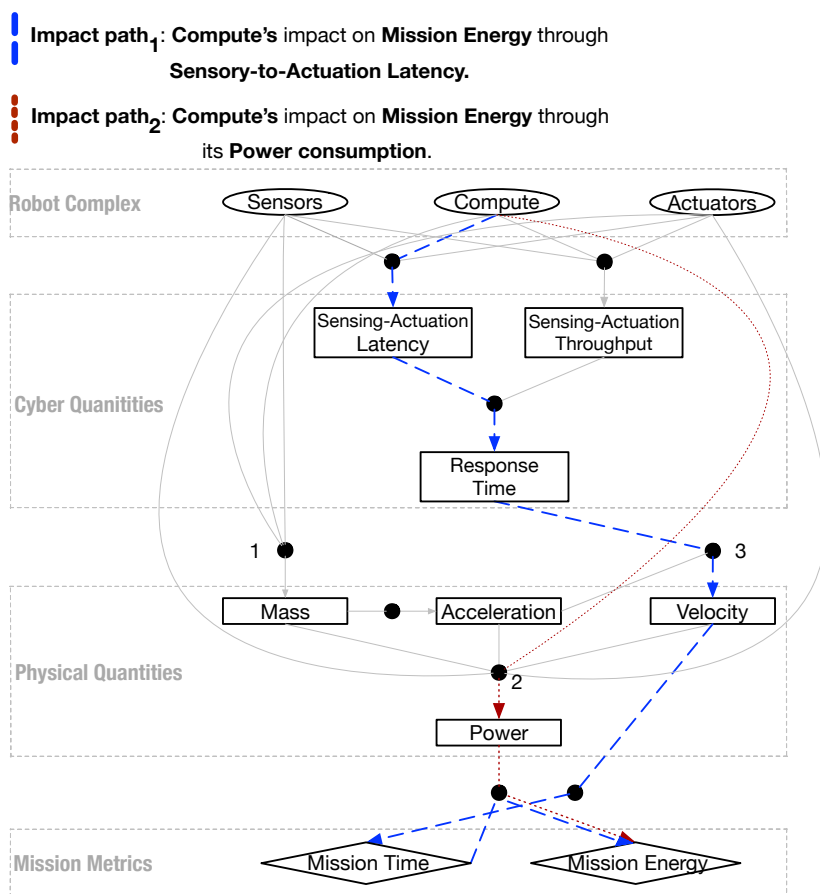 Impact path1: Compute's impact on Mission Energy through
Sensory-to-Actuation Latency.
Impact path2: Compute's impact on Mission Energy through
its Power consumption.
Robot Complex
Sensors
Compute
Actuators
Sensing-Actuation
Latency
Sensing-Actuation
Throughput
Cyber Quanitities
Response
Time
1
3
Mass
Acceleration
Velocity
Physical Quantities
2
Power
Mission Metrics
Mission Time
Mission Energy